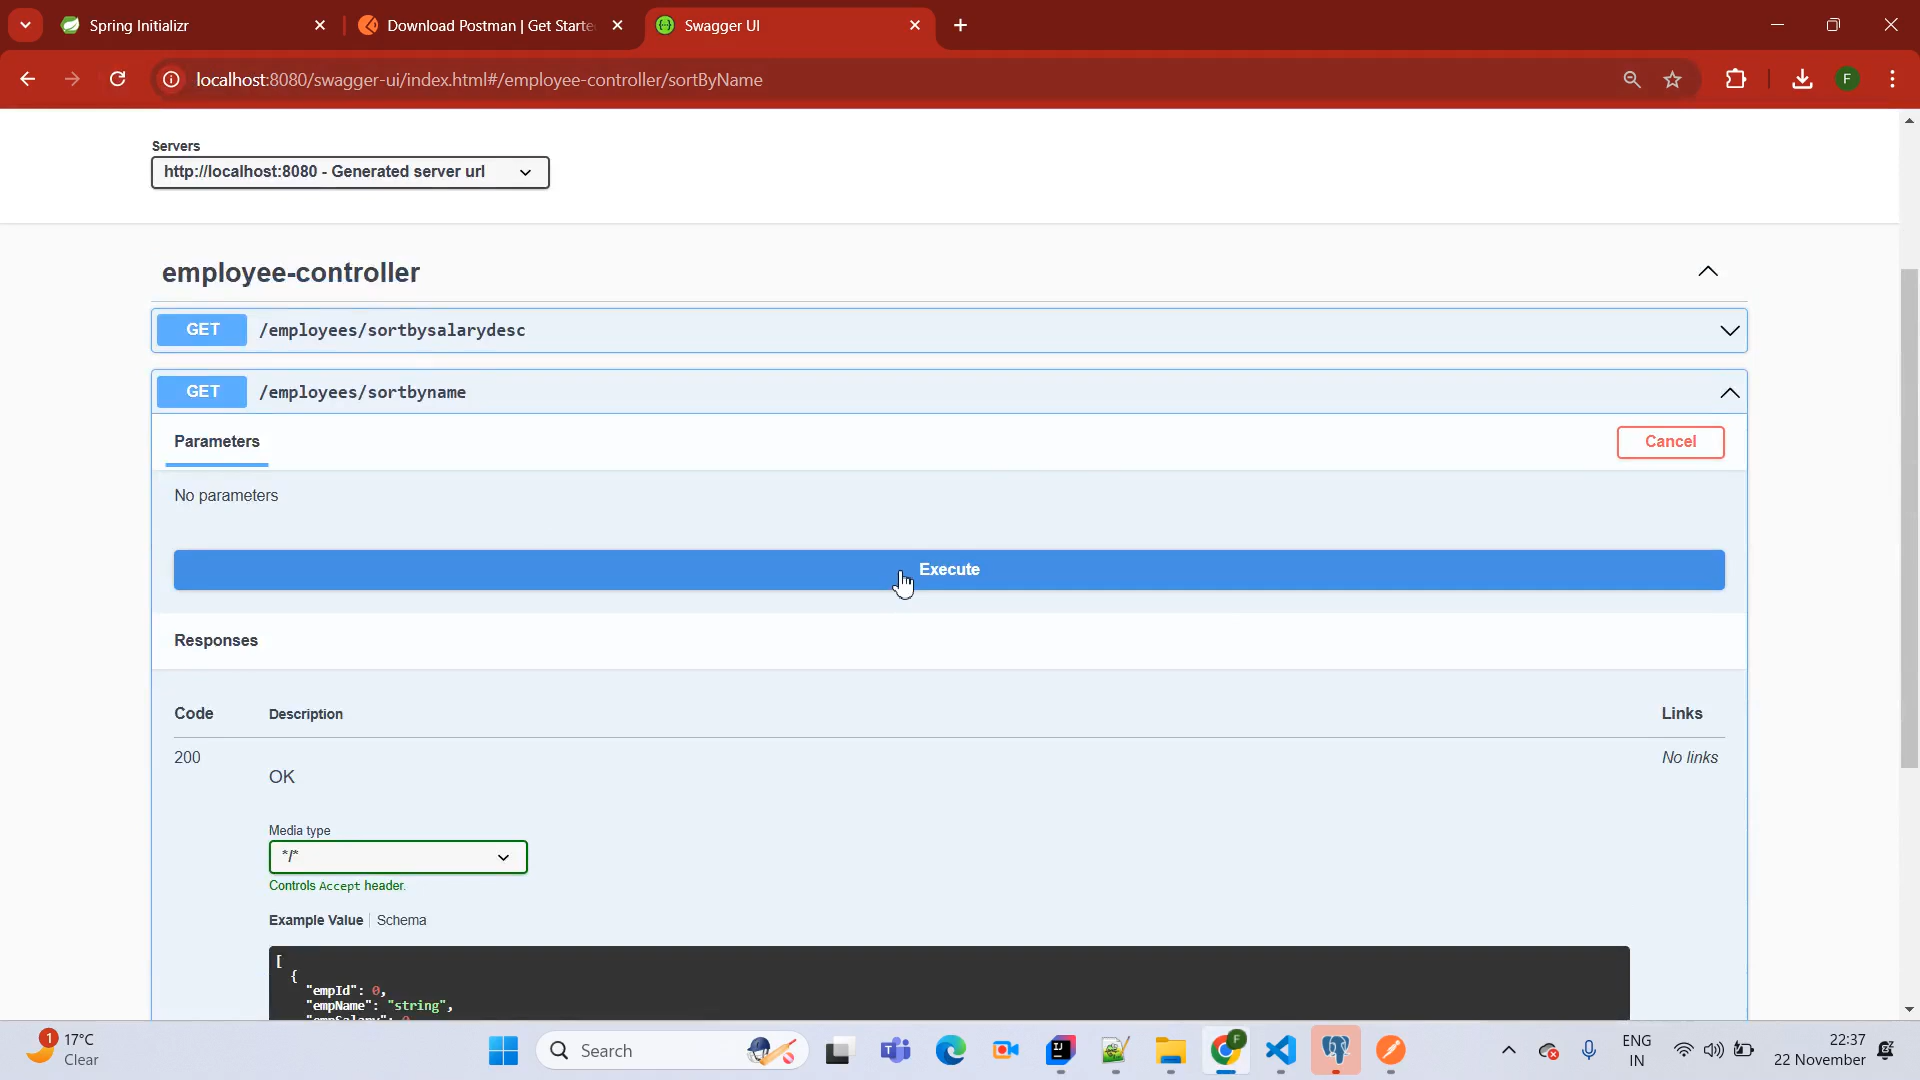 Spring Initializr
Download Postman | Get Starte
Swagger UI
localhost:8080/swagger-ui/index.html#/employee-controller/sortByName
F
Servers
http://localhost:8080 - Generated server url
employee-controller
GET /employees/sortbysalarydesc
GET /employees/sortbyname
Parameters
Cancel
No parameters
Execute
Responses
Code Description Links
200 No links
OK
Media type
*/*
Controls Accept header.
Example Value Schema
[
{
"empId": 0,
"empName": "string",
"empSalary": 0
1
17°C
Clear
Search
F
ENG
IN
22:37
22 November